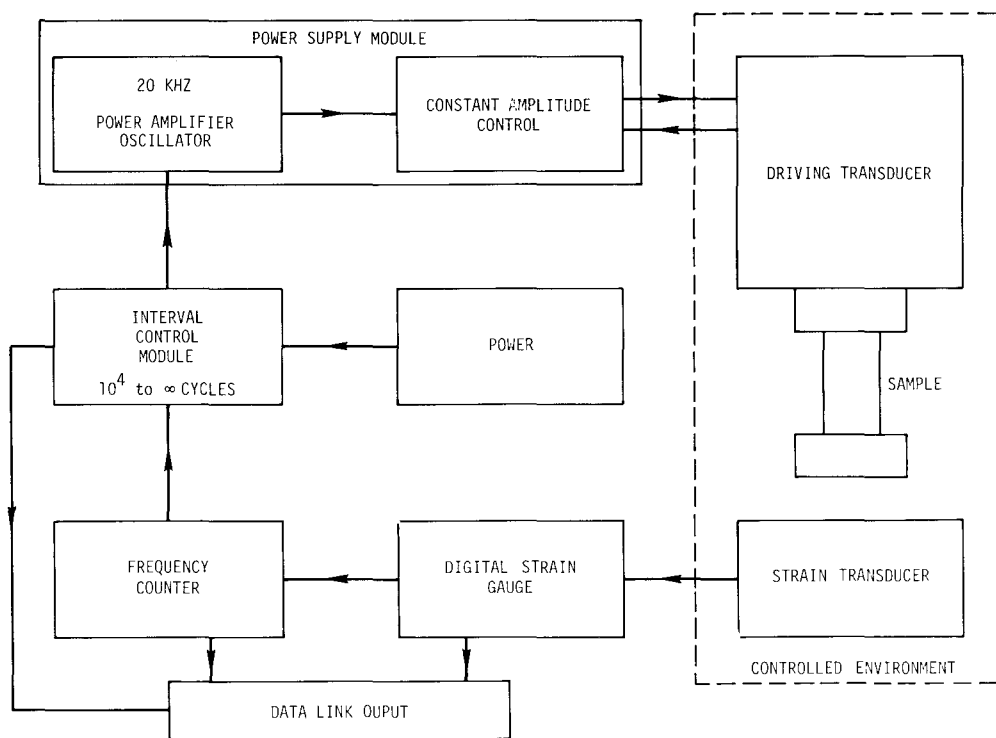 POWER SUPPLY MODULE
20 KHZ
POWER AMPLIFIER
OSCILLATOR
CONSTANT AMPLITUDE
CONTROL
DRIVING TRANSDUCER
INTERVAL
CONTROL
MODULE
10⁴ to ∞ CYCLES
POWER
SAMPLE
FREQUENCY
COUNTER
DIGITAL STRAIN
GAUGE
STRAIN TRANSDUCER
CONTROLLED ENVIRONMENT
DATA LINK OUPUT